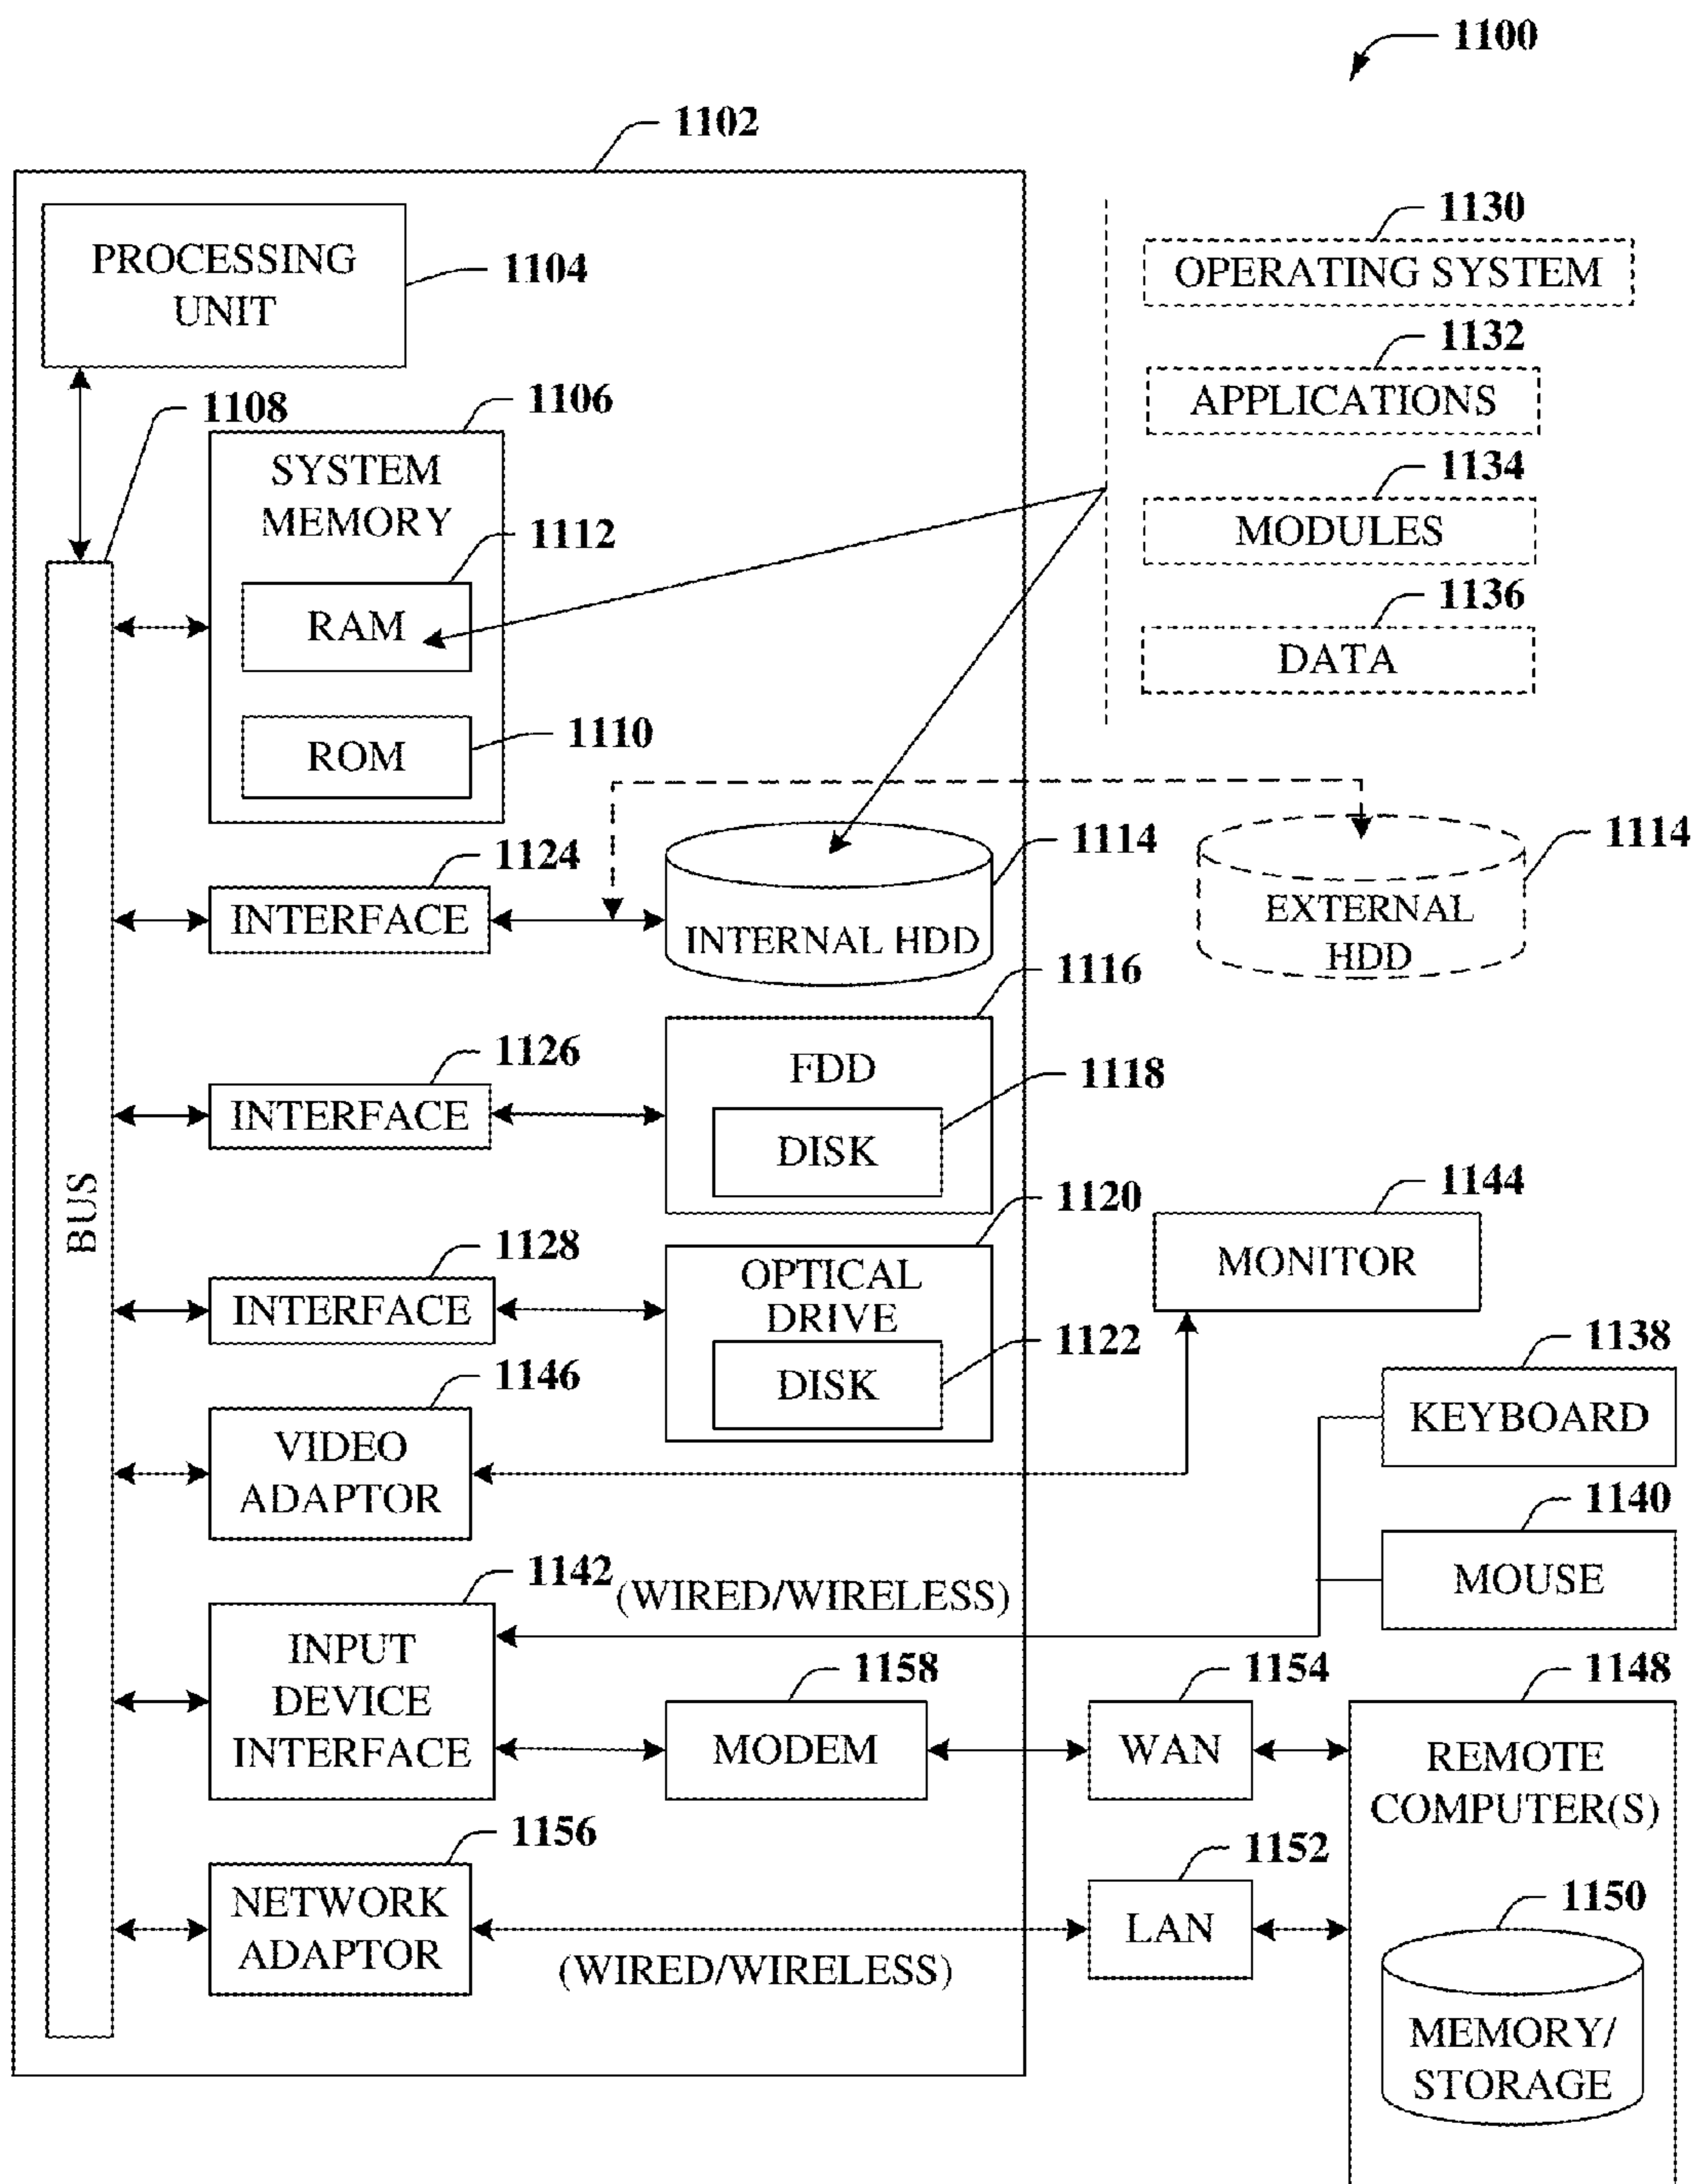 1100
1102
PROCESSING
UNIT
1104
1130
OPERATING SYSTEM
1132
APPLICATIONS
1134
MODULES
1136
DATA
1108
1106
SYSTEM
MEMORY
1112
RAM
1110
ROM
1124
INTERFACE
1114
INTERNAL HDD
1114
EXTERNAL
HDD
1116
1126
INTERFACE
FDD
1118
DISK
BUS
1120
1128
INTERFACE
OPTICAL
DRIVE
1122
DISK
1144
MONITOR
1138
KEYBOARD
1146
VIDEO
ADAPTOR
1140
MOUSE
1142
(WIRED/WIRELESS)
INPUT
DEVICE
INTERFACE
1158
MODEM
1154
WAN
1148
REMOTE
COMPUTER(S)
1156
NETWORK
ADAPTOR
(WIRED/WIRELESS)
1152
LAN
1150
MEMORY/
STORAGE